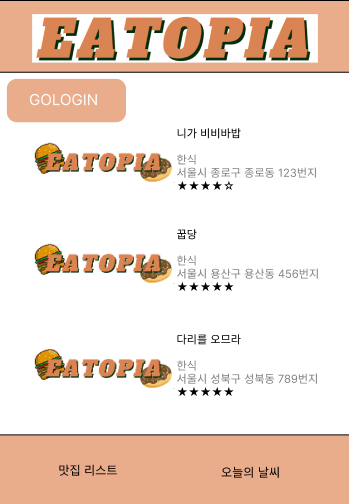 EATOPIA
GOLOGIN
EATOPIA
니가 비비바밥
한식
서울시 종로구 종로동 123번지
★★★★☆
EATOPIA
꿉당
한식
서울시 용산구 용산동 456번지
★★★★★
EATOPIA
다리를 오므라
한식
서울시 성북구 성북동 789번지
★★★★★
맛집 리스트
오늘의 날씨